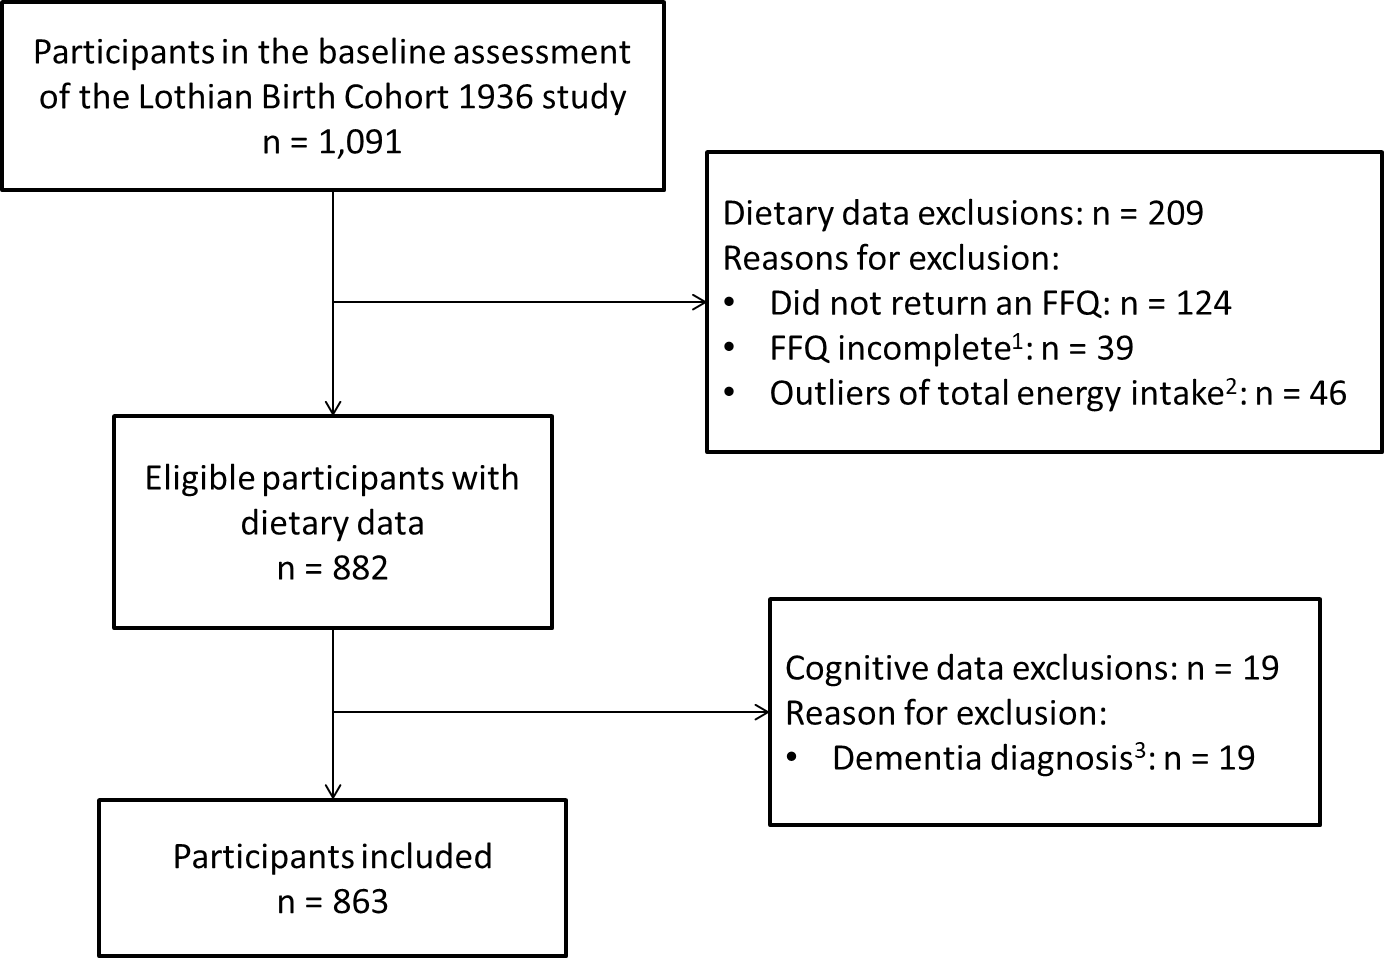 Participants in the baseline assessment
of the Lothian Birth Cohort 1936 study
n = 1,091
Dietary data exclusions: n = 209
Reasons for exclusion:
• Did not return an FFQ: n = 124
• FFQ incomplete¹: n = 39
• Outliers of total energy intake²: n = 46
Eligible participants with
dietary data
n = 882
Cognitive data exclusions: n = 19
Reason for exclusion:
• Dementia diagnosis³: n = 19
Participants included
n = 863